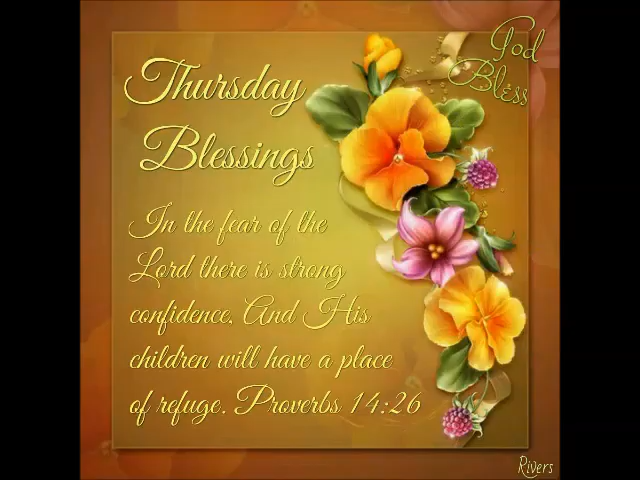 God
Bless
Thursday
Blessings
In the fear of the
Lord there is strong
confidence, And His
children will have a place
of refuge. Proverbs 14:26
Rivers